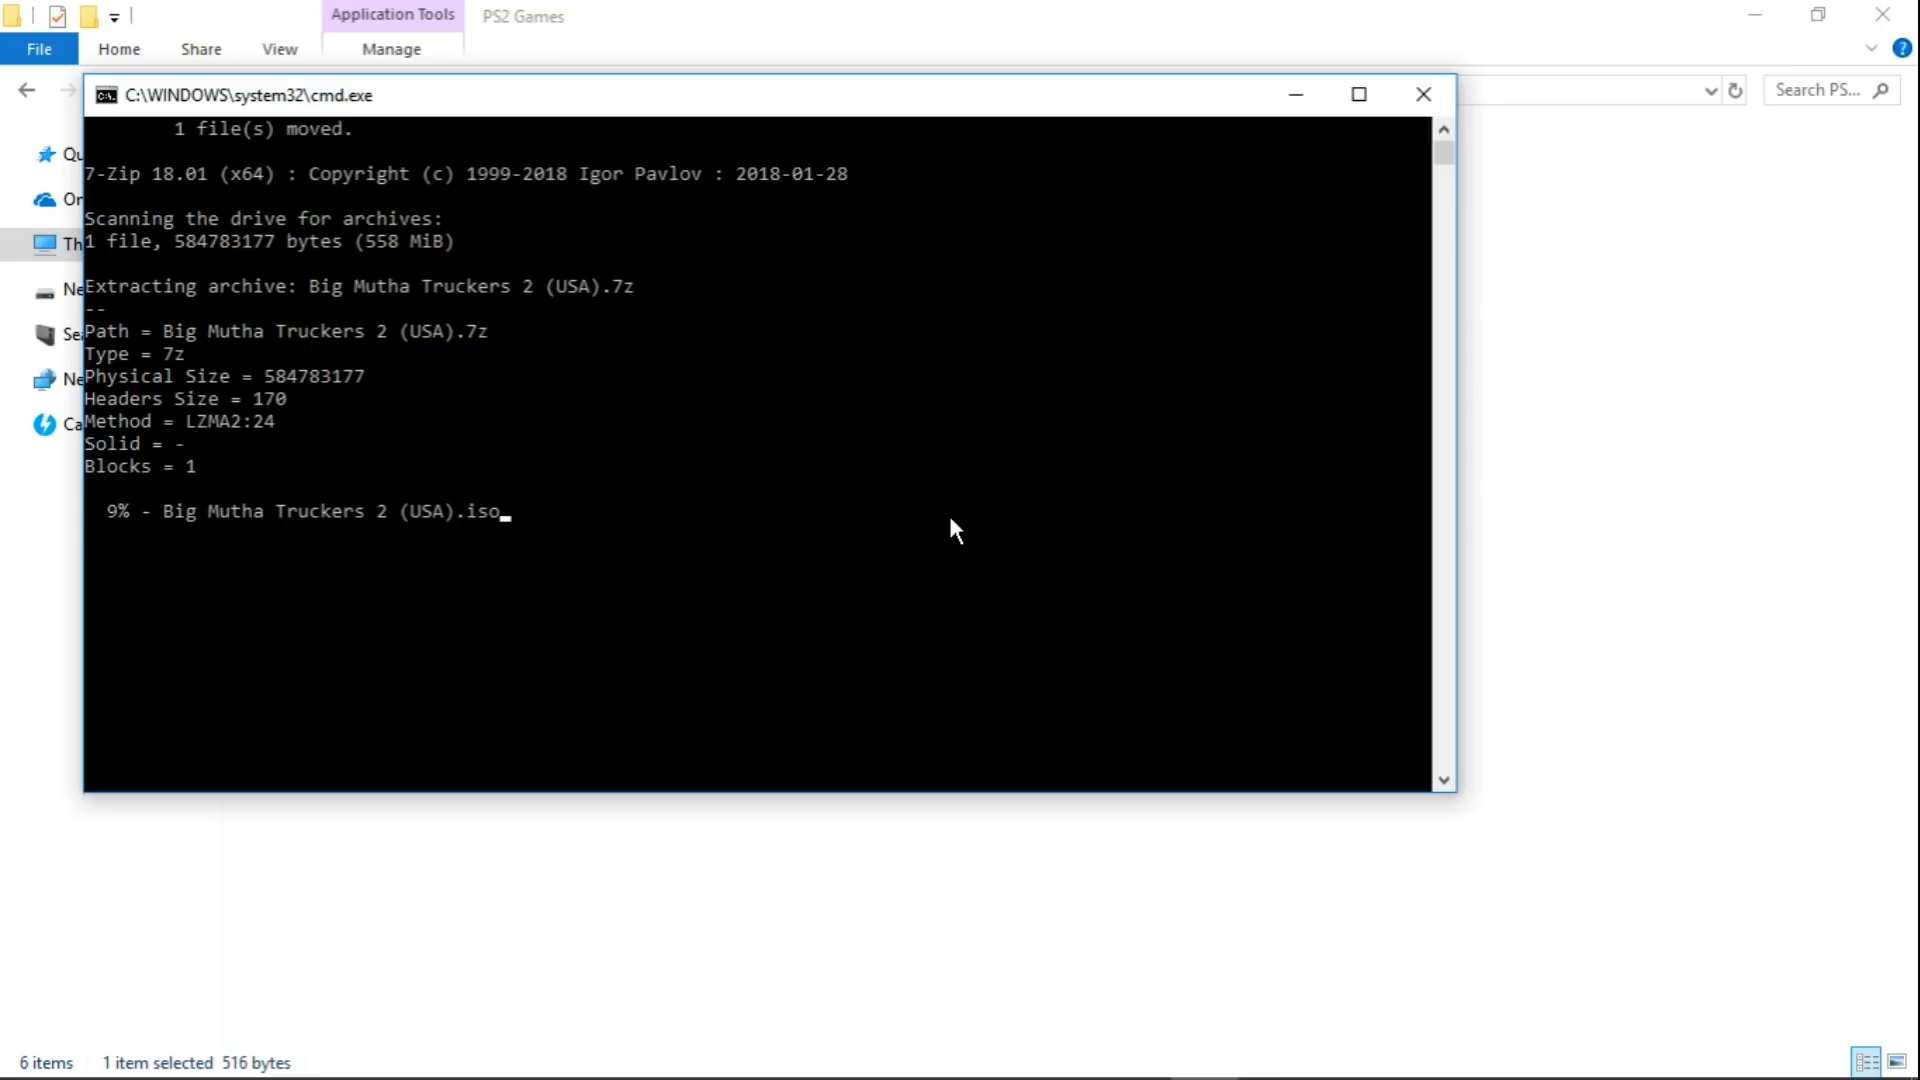 Application Tools
PS2 Games
File
Home
Share
View
Manage
C:\WINDOWS\system32\cmd.exe
Search PS...
1 file(s) moved.
7-Zip 18.01 (x64) : Copyright (c) 1999-2018 Igor Pavlov : 2018-01-28
Scanning the drive for archives:
1 file, 584783177 bytes (558 MiB)
Extracting archive: Big Mutha Truckers 2 (USA).7z
--
Path = Big Mutha Truckers 2 (USA).7z
Type = 7z
Physical Size = 584783177
Headers Size = 170
Method = LZMA2:24
Solid = -
Blocks = 1
9% - Big Mutha Truckers 2 (USA).iso
Qu
On
Th
Ne
Se
Ne
Ca
6 items
1 item selected 516 bytes